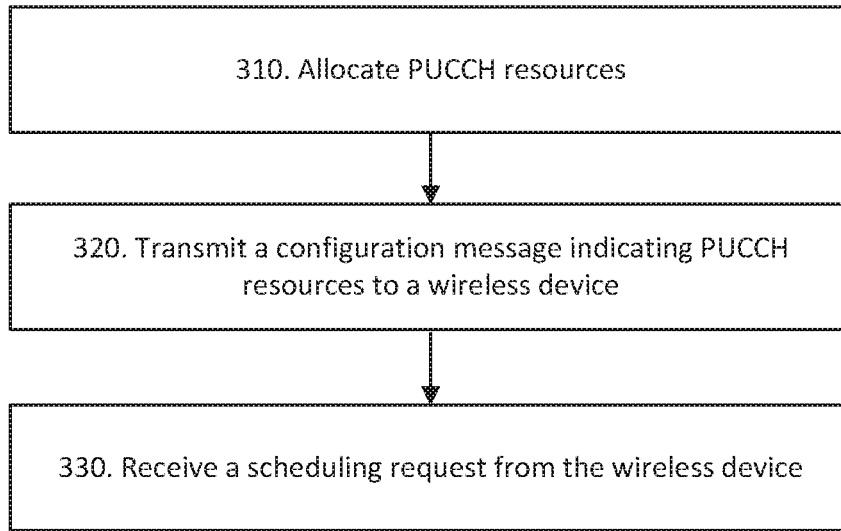 310. Allocate PUCCH resources
320. Transmit a configuration message indicating PUCCH
resources to a wireless device
330. Receive a scheduling request from the wireless device